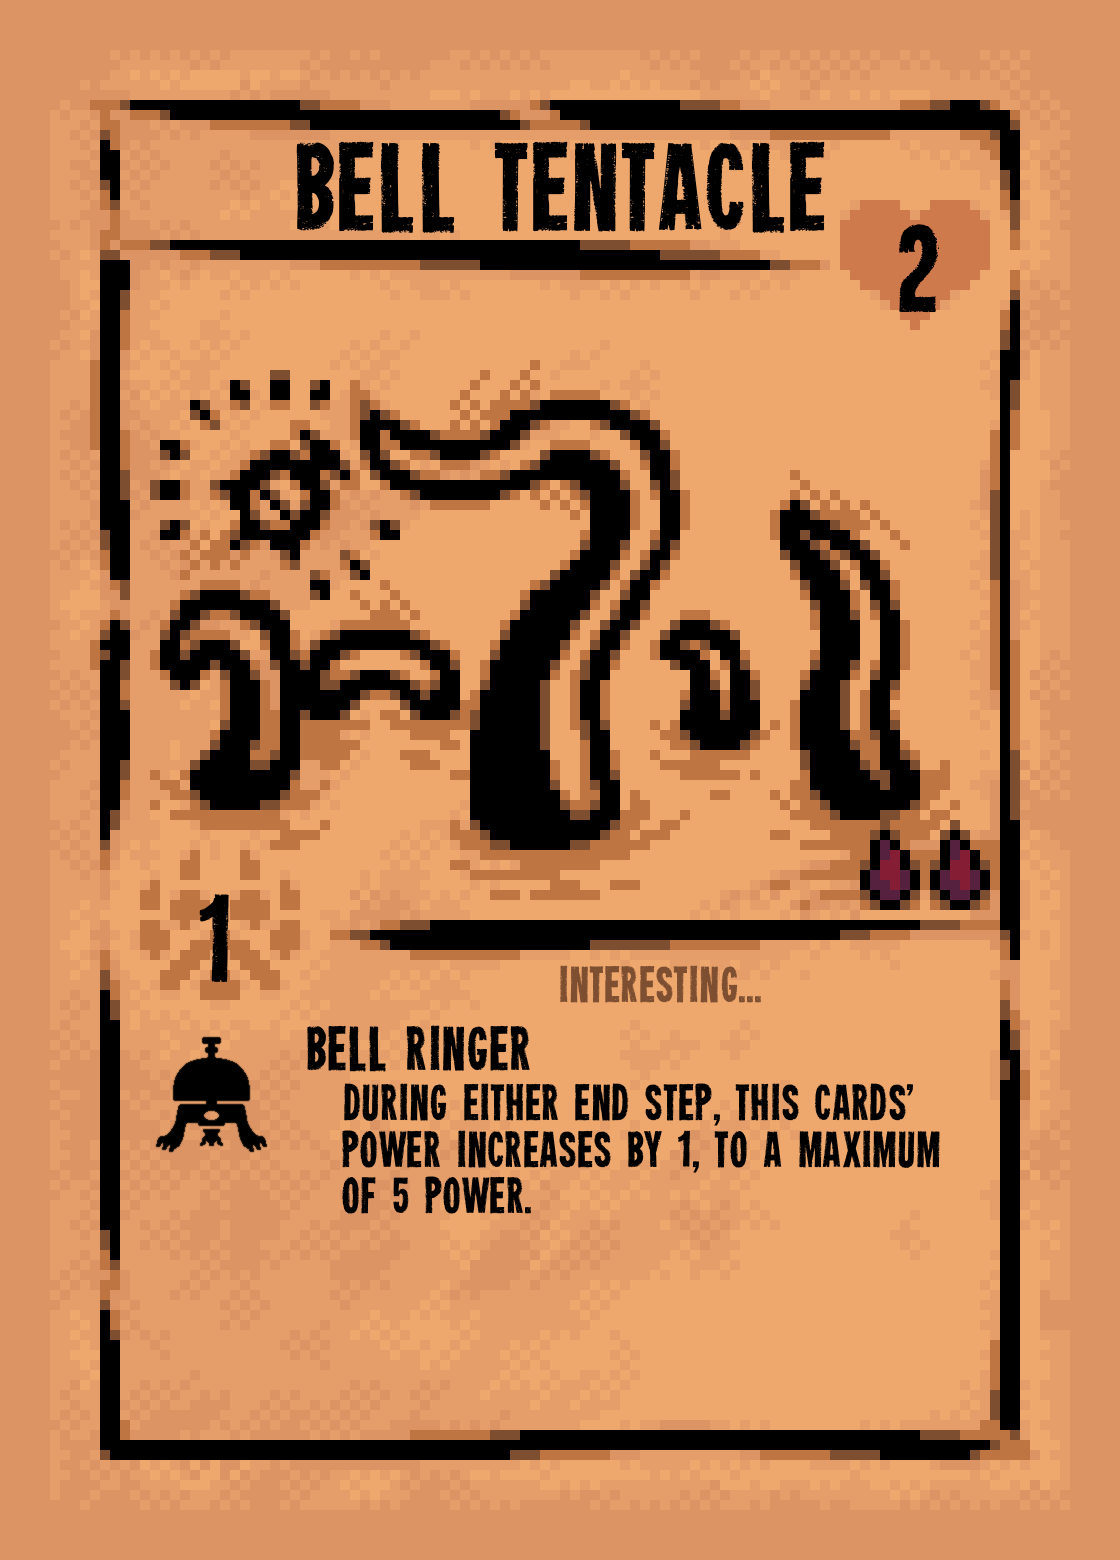 BELL TENTACLE
2
1
INTERESTING...
BELL RINGER
DURING EITHER END STEP, THIS CARDS'
POWER INCREASES BY 1, TO A MAXIMUM
OF 5 POWER.